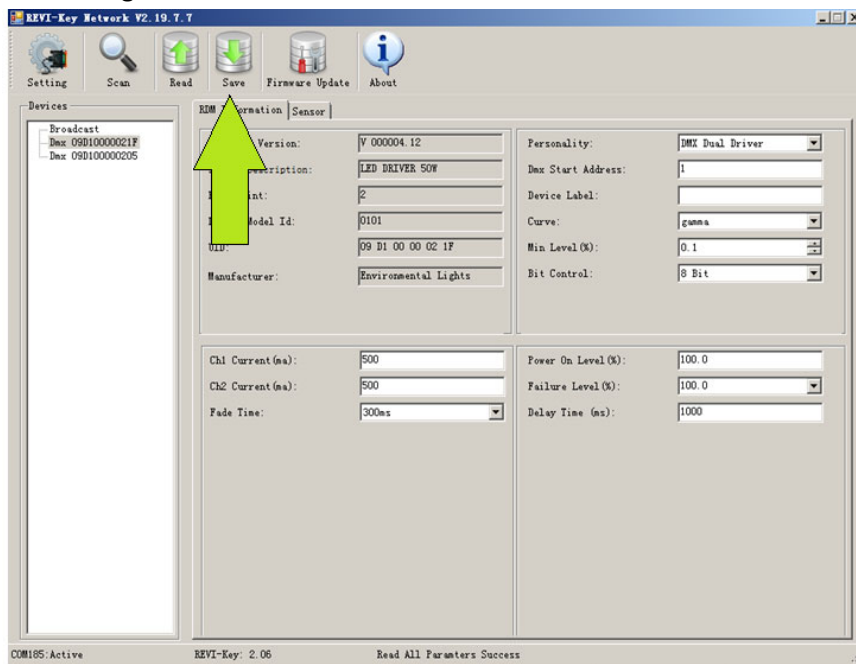 REVI-Key Network V2.19.7.7
Setting Scan Read Save Firmware Update About
Devices
Broadcast
Dmx 09D10000021F
Dmx 09D100000205
RDM ormation Sensor
Version: V 000004.12
cription: LED DRIVER 50W
int: 2
odel Id: 0101
UID: 09 D1 00 00 02 1F
Manufacturer: Environmental Lights
Personality: DMX Dual Driver
Dmx Start Address: 1
Device Label:
Curve: gamma
Min Level(%): 0.1
Bit Control: 8 Bit
Ch1 Current(ma): 500
Ch2 Current(ma): 500
Fade Time: 300ms
Power On Level(%): 100.0
Failure Level(%): 100.0
Delay Time (ms): 1000
COM185:Active REVI-Key: 2.06 Read All Paramters Success